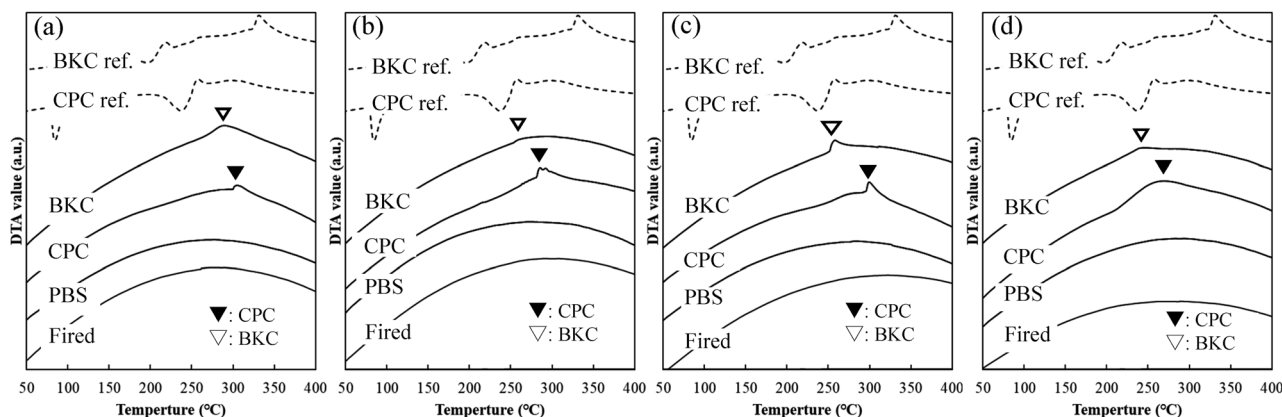 (a)
BKC ref.
CPC ref.
BKC
CPC
PBS
Fired
▼: CPC
▽: BKC
DTA value (a.u.)
50 100 150 200 250 300 350 400
Temperture (℃)
(b)
BKC ref.
CPC ref.
BKC
CPC
PBS
Fired
▼: CPC
▽: BKC
DTA value (a.u.)
50 100 150 200 250 300 350 400
Temperture (℃)
(c)
BKC ref.
CPC ref.
BKC
CPC
PBS
Fired
▼: CPC
▽: BKC
DTA value (a.u.)
50 100 150 200 250 300 350 400
Temperture (℃)
(d)
BKC ref.
CPC ref.
BKC
CPC
PBS
Fired
▼: CPC
▽: BKC
DTA value (a.u.)
50 100 150 200 250 300 350 400
Temperture (℃)